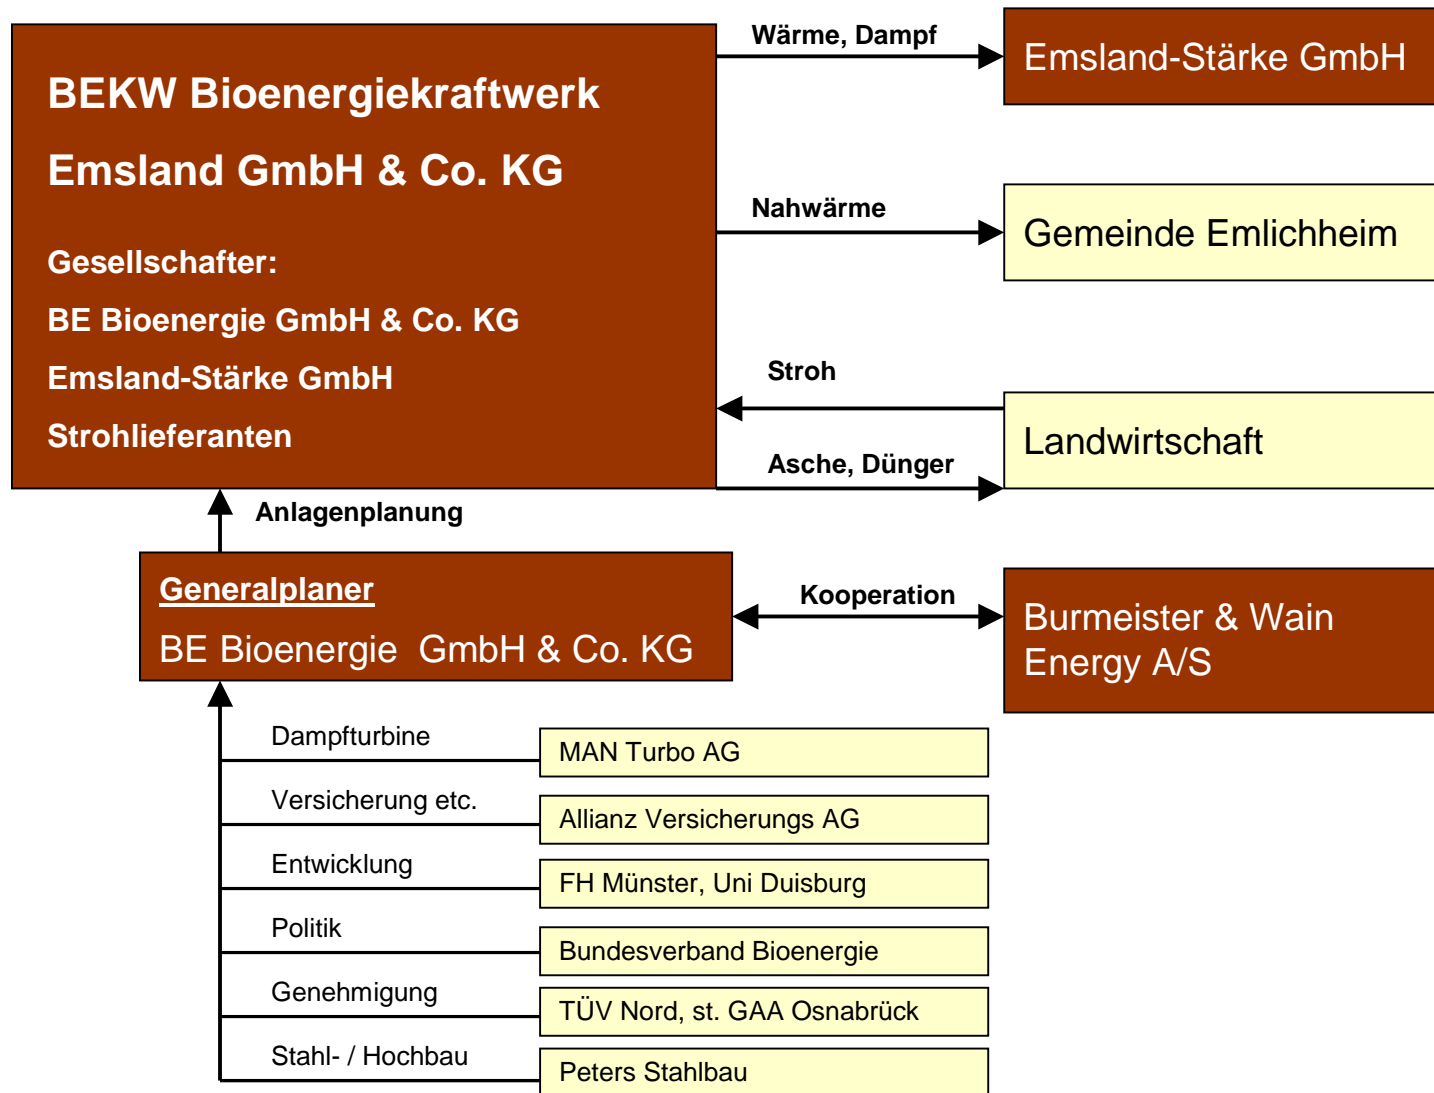 BEKW Bioenergiekraftwerk
Emsland GmbH & Co. KG
Gesellschafter:
BE Bioenergie GmbH & Co. KG
Emsland-Stärke GmbH
Strohlieferanten
Wärme, Dampf
Emsland-Stärke GmbH
Nahwärme
Gemeinde Emlichheim
Stroh
Landwirtschaft
Asche, Dünger
Anlagenplanung
Generalplaner
BE Bioenergie GmbH & Co. KG
Kooperation
Burmeister & Wain
Energy A/S
Dampfturbine
MAN Turbo AG
Versicherung etc.
Allianz Versicherungs AG
Entwicklung
FH Münster, Uni Duisburg
Politik
Bundesverband Bioenergie
Genehmigung
TÜV Nord, st. GAA Osnabrück
Stahl- / Hochbau
Peters Stahlbau